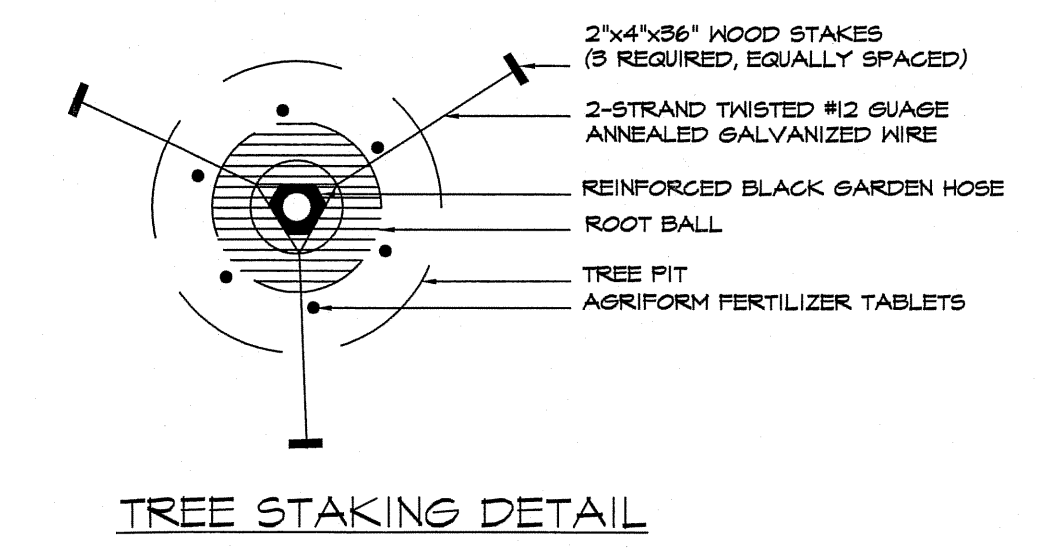 2"x4"x36" WOOD STAKES
(3 REQUIRED, EQUALLY SPACED)
2-STRAND TWISTED #12 GUAGE
ANNEALED GALVANIZED WIRE
REINFORCED BLACK GARDEN HOSE
ROOT BALL
TREE PIT
AGRIFORM FERTILIZER TABLETS
TREE STAKING DETAIL